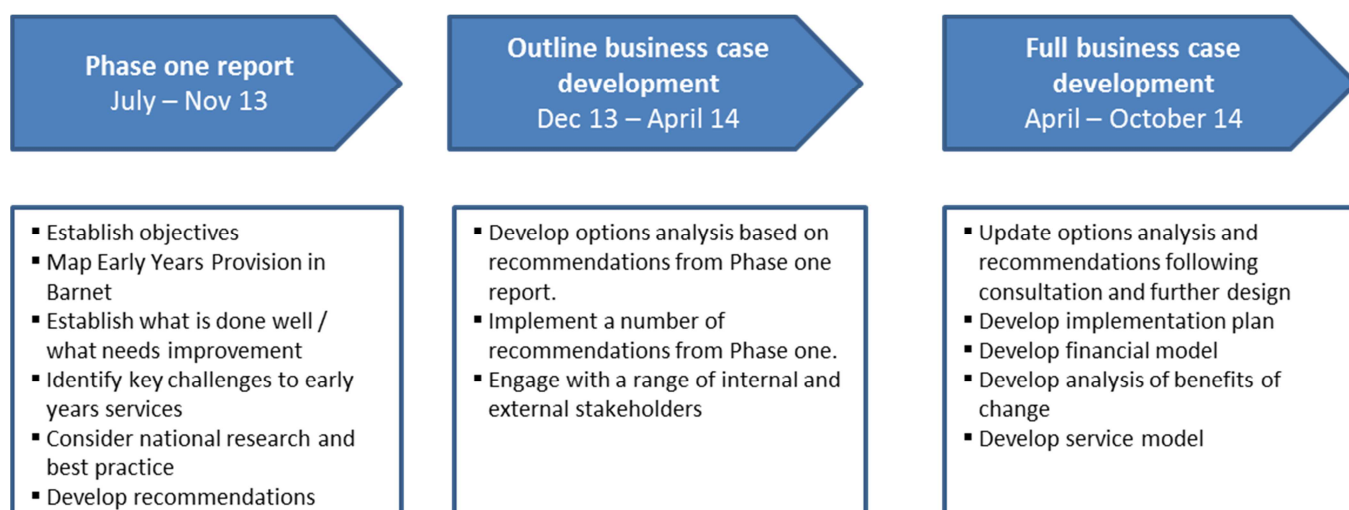 Phase one report
July – Nov 13
Outline business case
development
Dec 13 – April 14
Full business case
development
April – October 14
▪ Establish objectives
▪ Map Early Years Provision in
Barnet
▪ Establish what is done well /
what needs improvement
▪ Identify key challenges to early
years services
▪ Consider national research and
best practice
▪ Develop recommendations
▪ Develop options analysis based on
recommendations from Phase one
report.
▪ Implement a number of
recommendations from Phase one.
▪ Engage with a range of internal and
external stakeholders
▪ Update options analysis and
recommendations following
consultation and further design
▪ Develop implementation plan
▪ Develop financial model
▪ Develop analysis of benefits of
change
▪ Develop service model